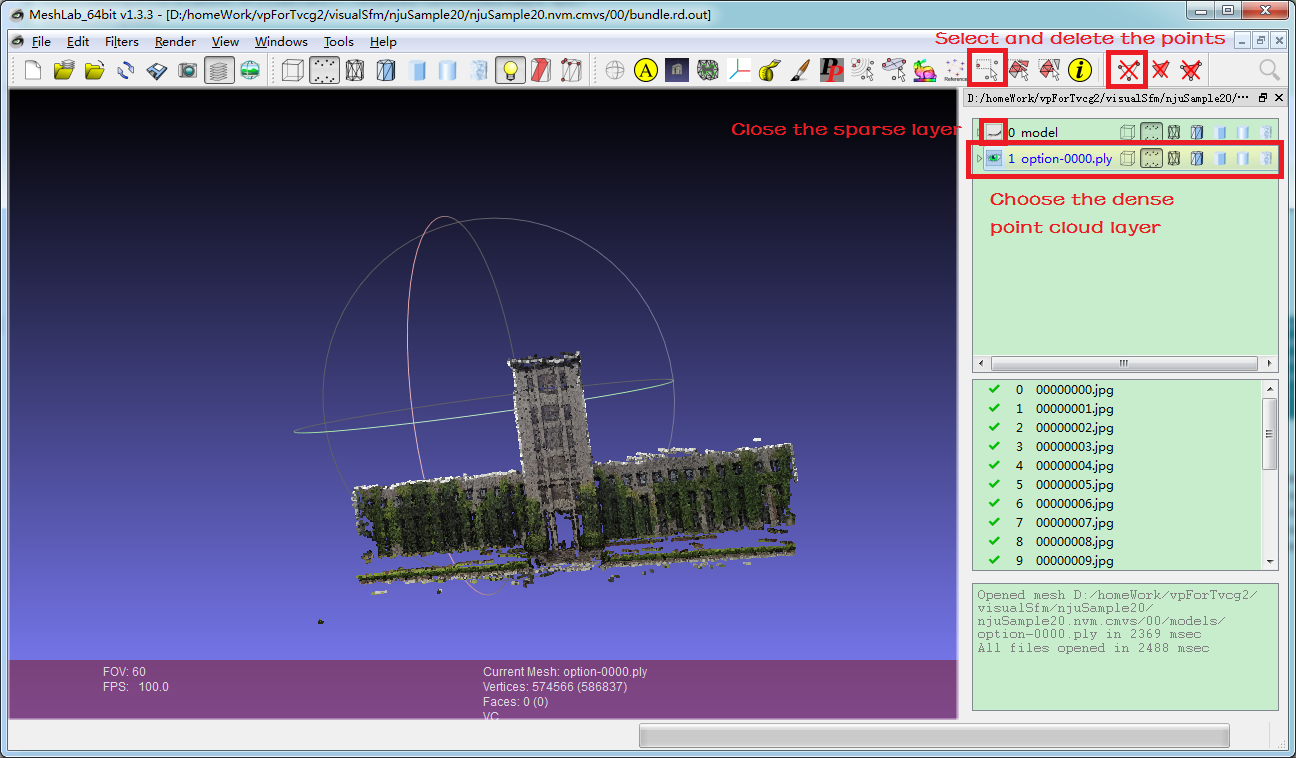 MeshLab_64bit v1.3.3 - [D:/homeWork/vpForTvcg2/visualSfm/njuSample20/njuSample20.nvm.cmvs/00/bundle.rd.out]
File Edit Filters Render View Windows Tools Help
Select and delete the points
A
PP
References
i
D:/homeWork/vpForTvcg2/visualSfm/njuSample20/···
Close the sparse layer
0 model
1 option-0000.ply
Choose the dense
point cloud layer
0 00000000.jpg
1 00000001.jpg
2 00000002.jpg
3 00000003.jpg
4 00000004.jpg
5 00000005.jpg
6 00000006.jpg
7 00000007.jpg
8 00000008.jpg
9 00000009.jpg
Opened mesh D:/homeWork/vpForTvcg2/
visualSfm/njuSample20/
njuSample20.nvm.cmvs/00/models/
option-0000.ply in 2369 msec
All files opened in 2488 msec
FOV: 60
FPS: 100.0
Current Mesh: option-0000.ply
Vertices: 574566 (586837)
Faces: 0 (0)
VC